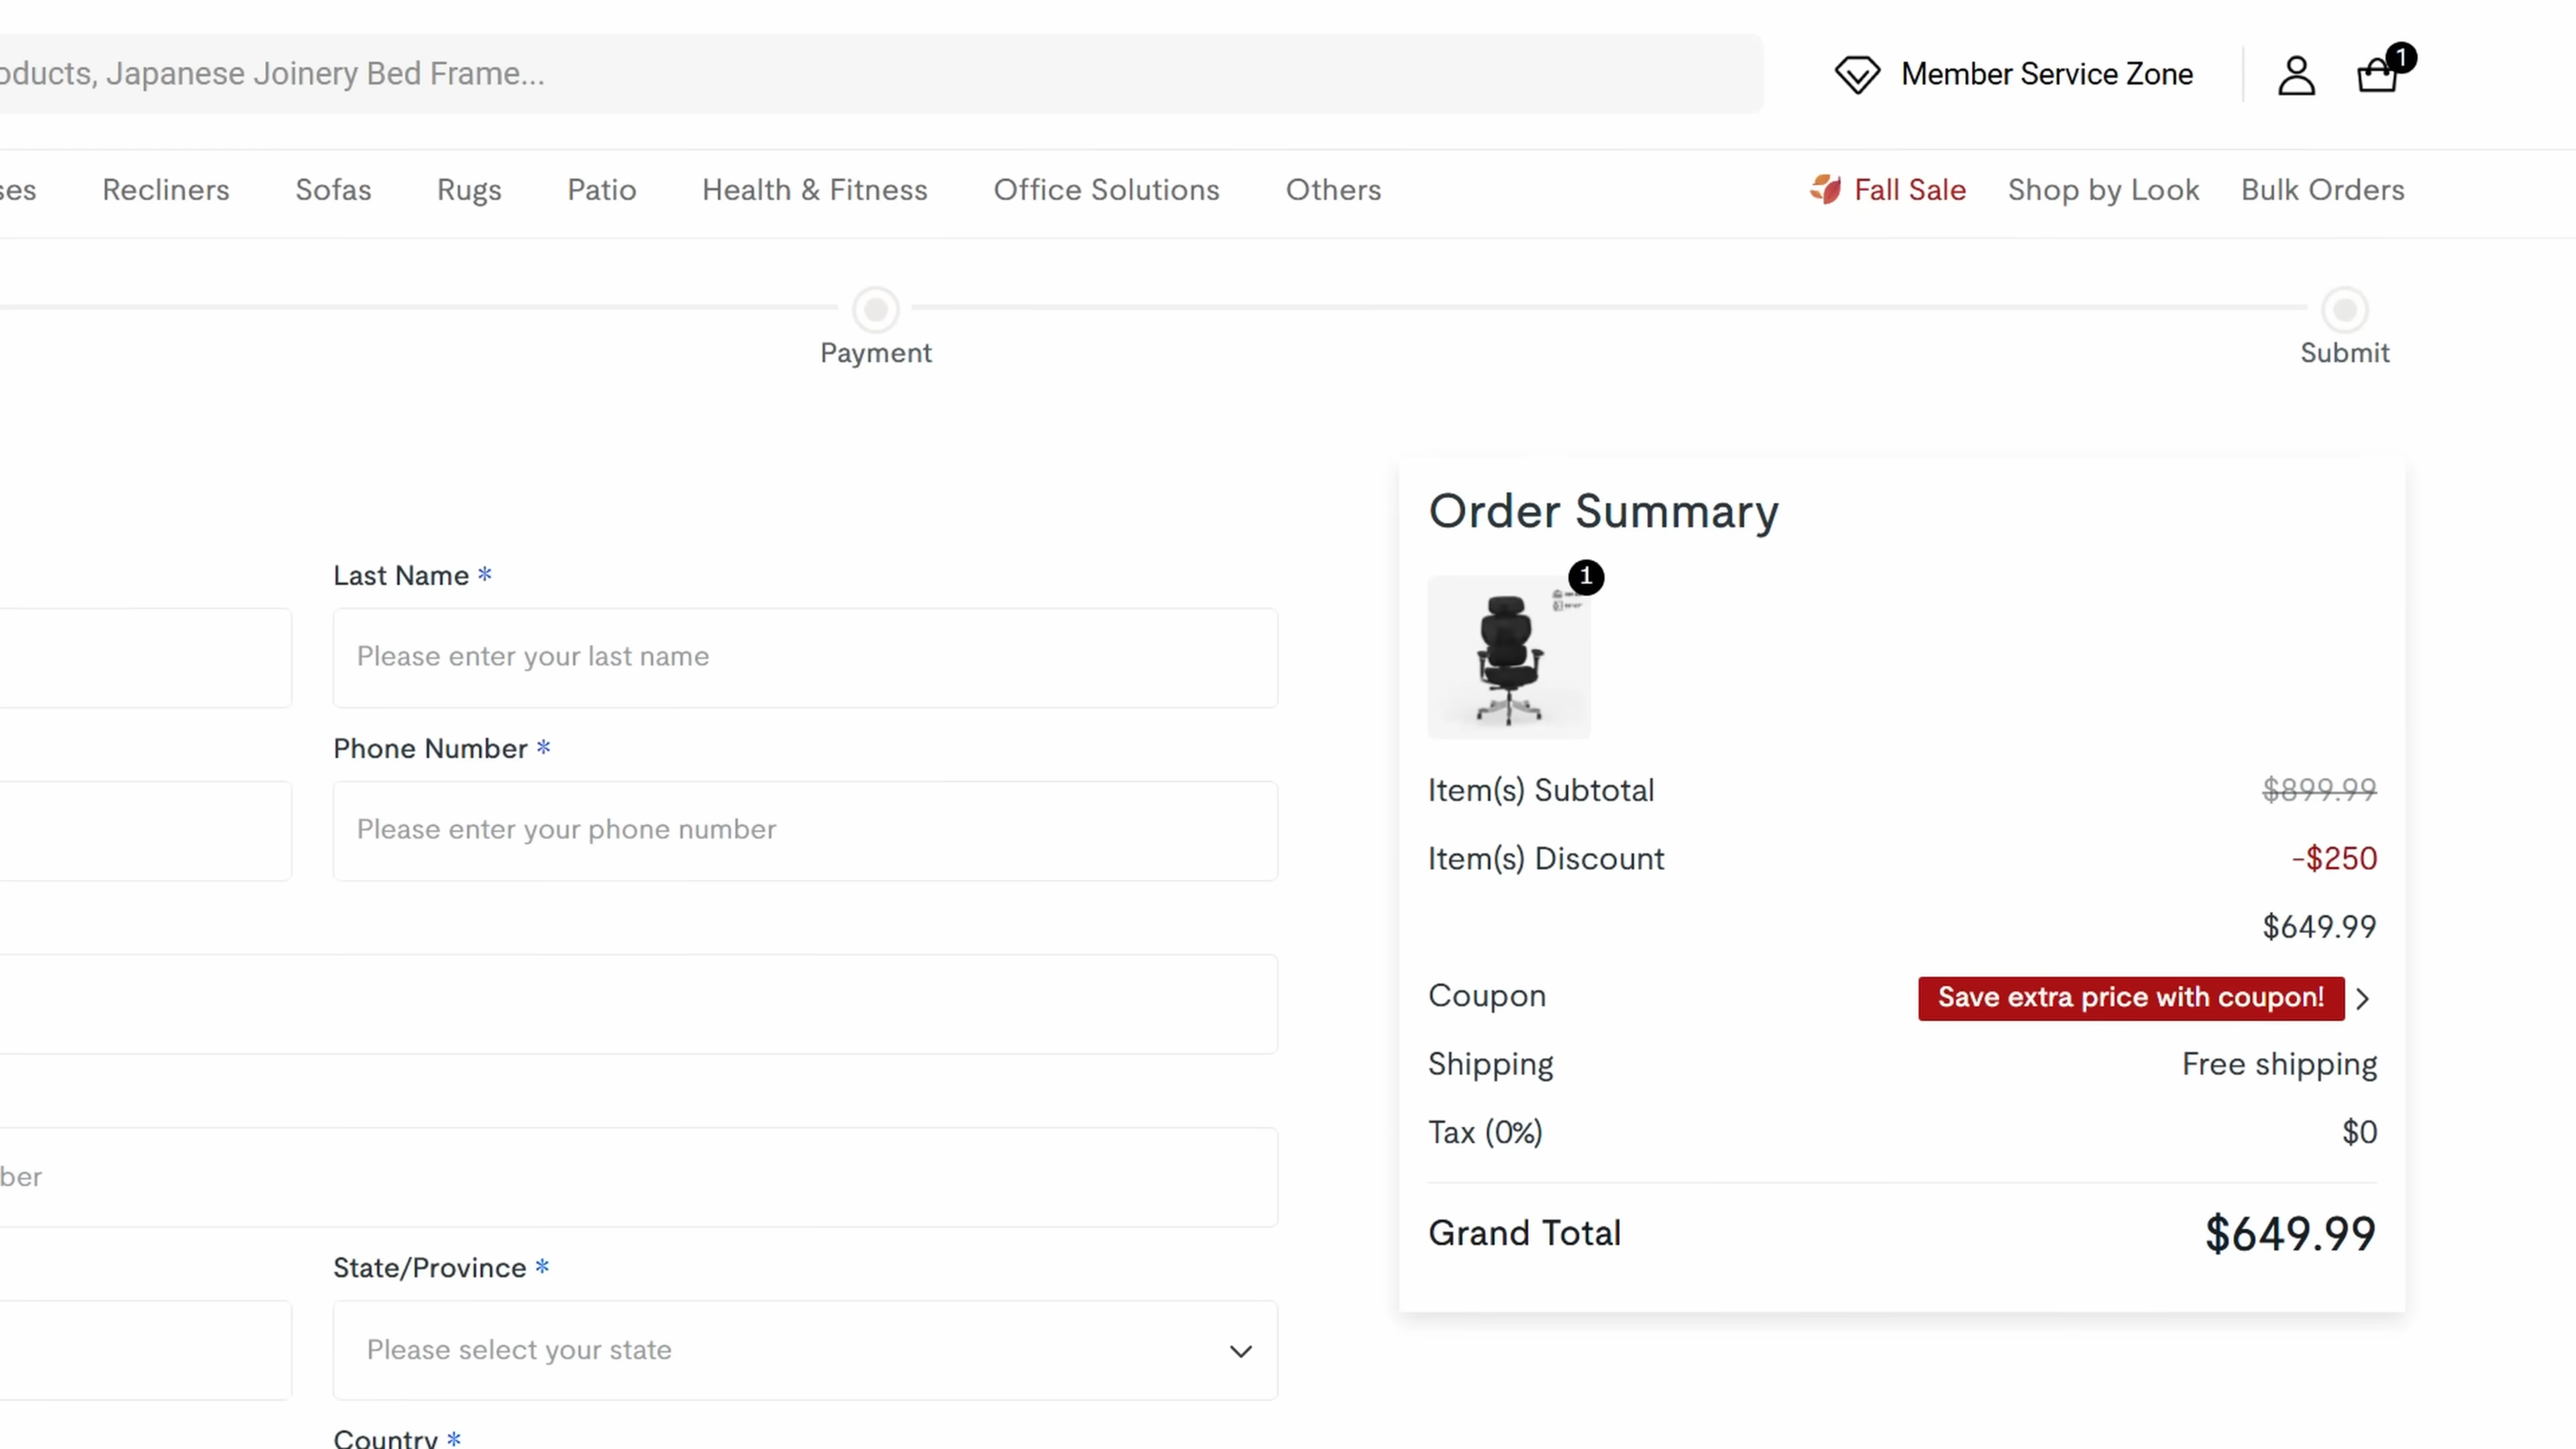 oducts, Japanese Joinery Bed Frame...
Member Service Zone
1
ses Recliners Sofas Rugs Patio Health & Fitness Office Solutions Others Fall Sale Shop by Look Bulk Orders
Payment
Submit
Order Summary
1
Last Name *
Please enter your last name
Phone Number *
Please enter your phone number
Item(s) Subtotal $899.99
Item(s) Discount -$250
$649.99
Coupon Save extra price with coupon!
Shipping Free shipping
Tax (0%) $0
ber
Grand Total $649.99
State/Province *
Please select your state
Country *